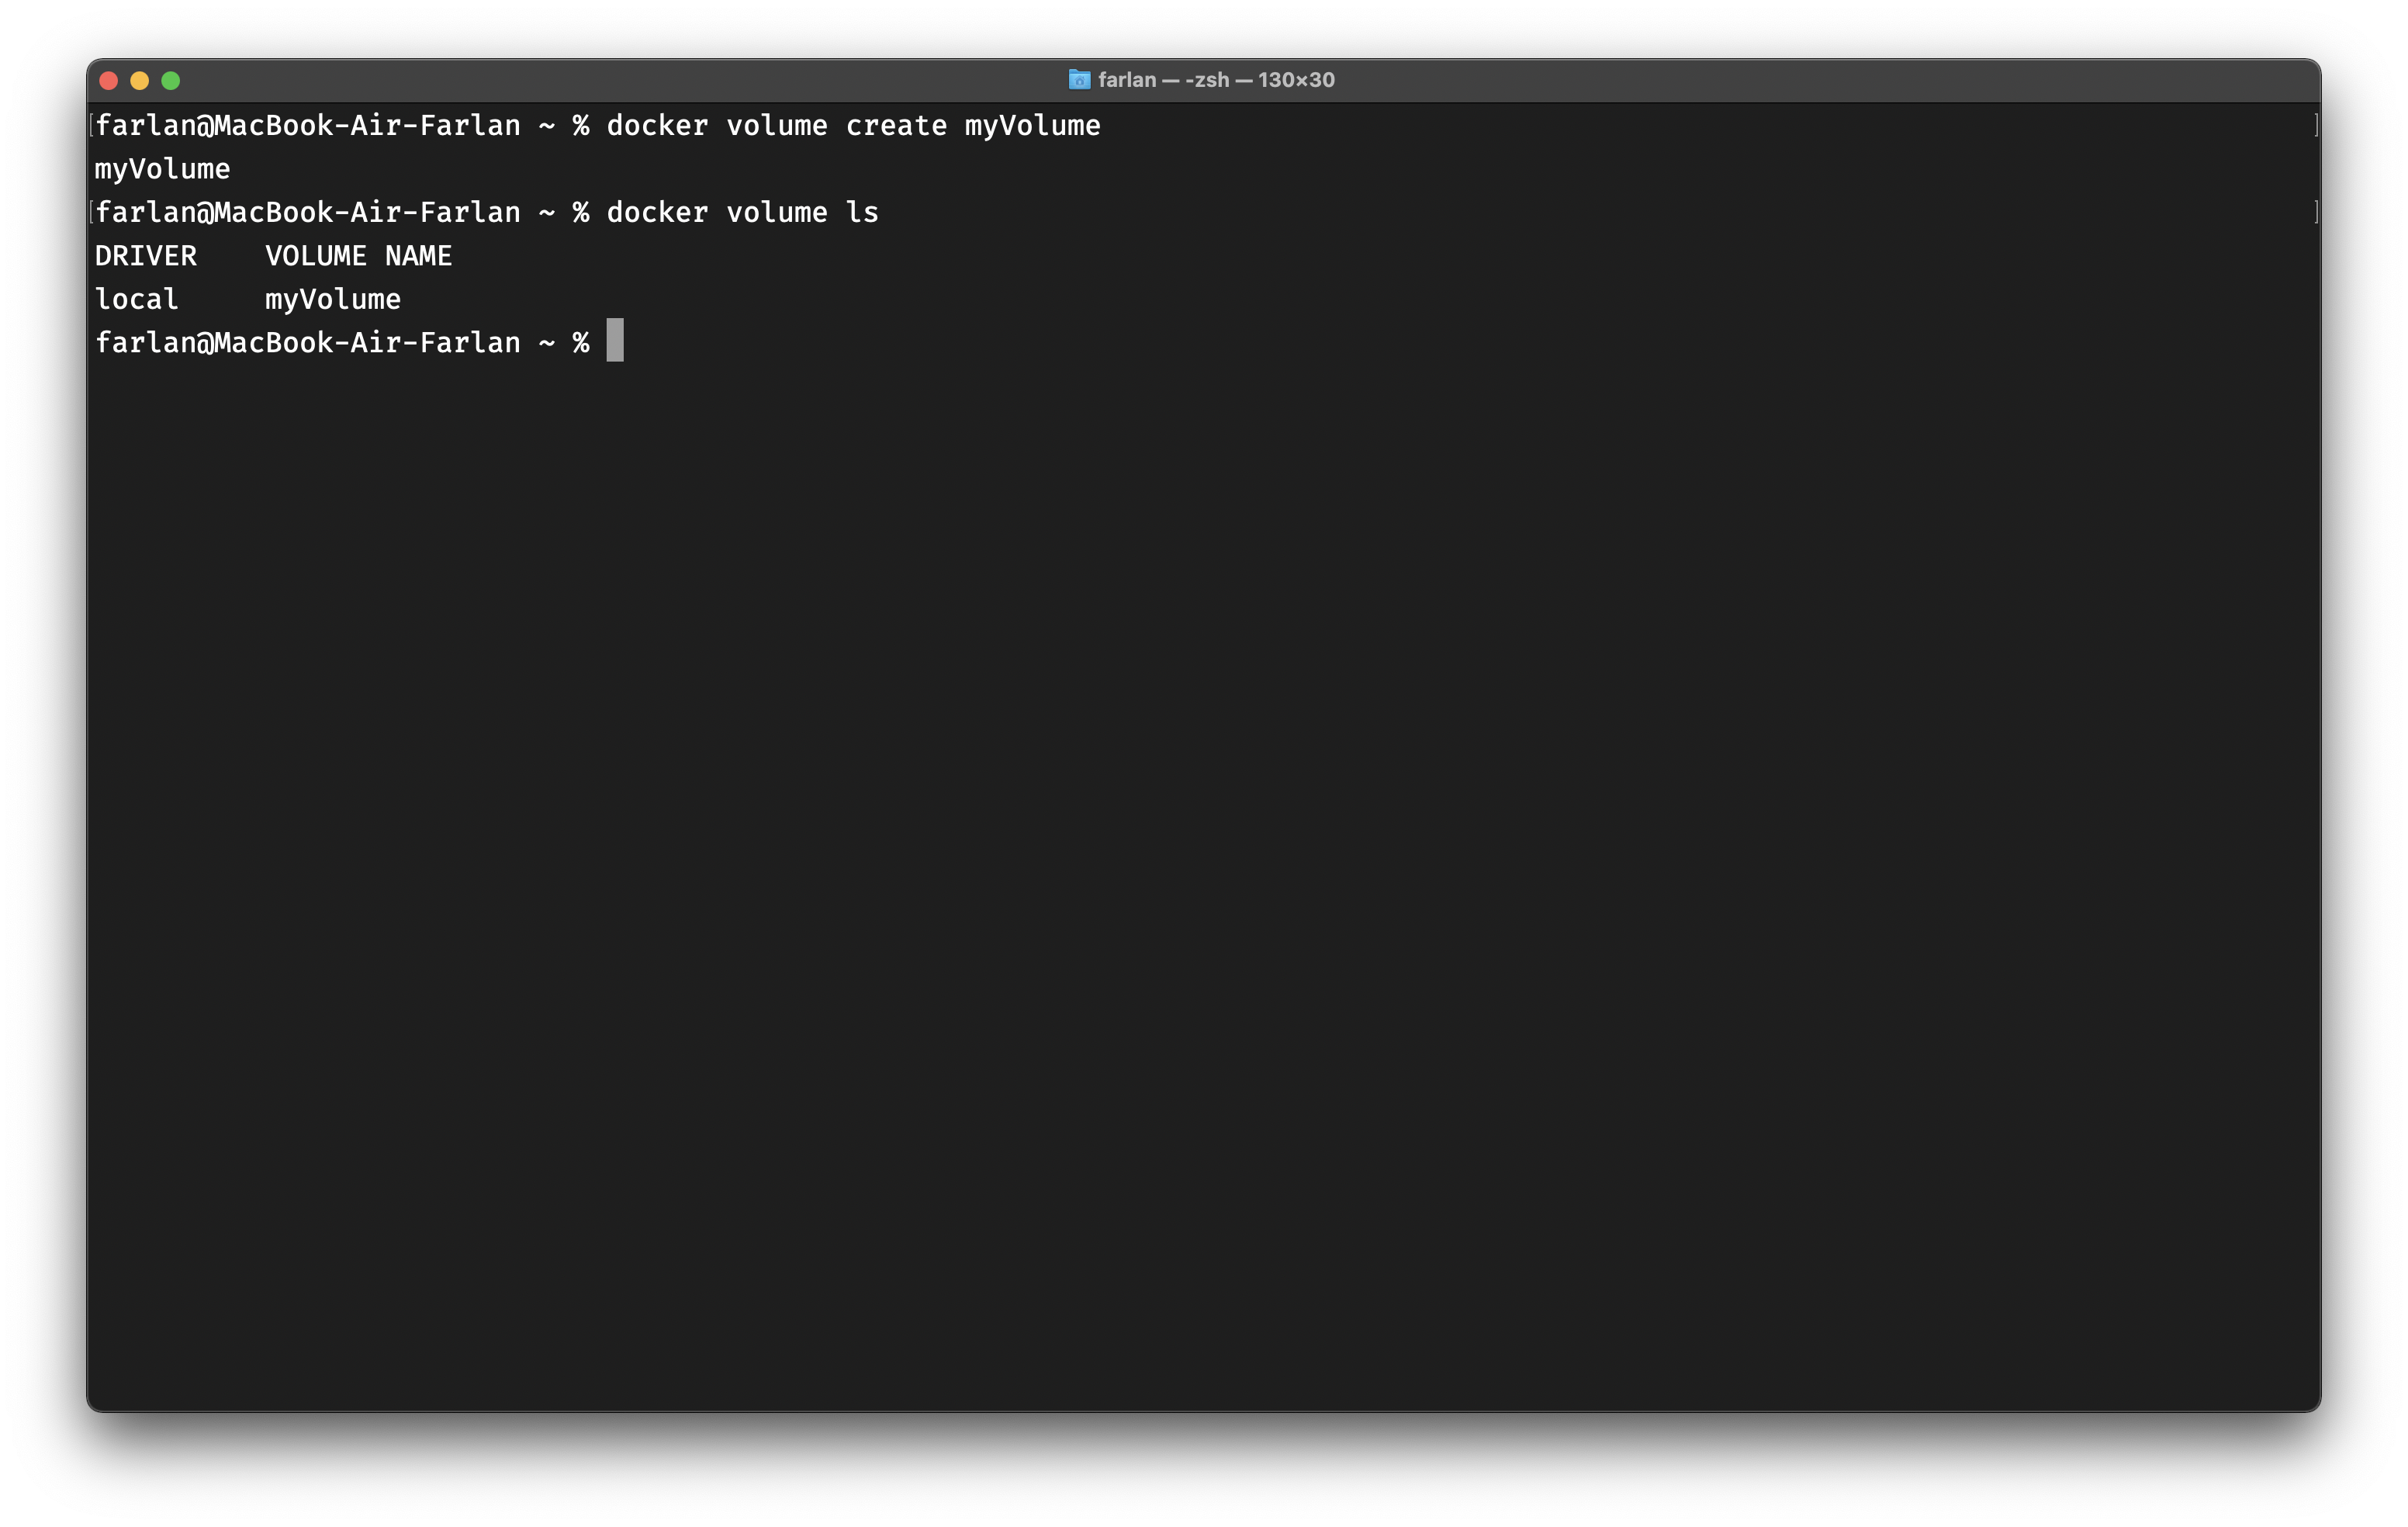 farlan — -zsh — 130×30
farlan@MacBook-Air-Farlan ~ % docker volume create myVolume
myVolume
farlan@MacBook-Air-Farlan ~ % docker volume ls
DRIVER    VOLUME NAME
local     myVolume
farlan@MacBook-Air-Farlan ~ %